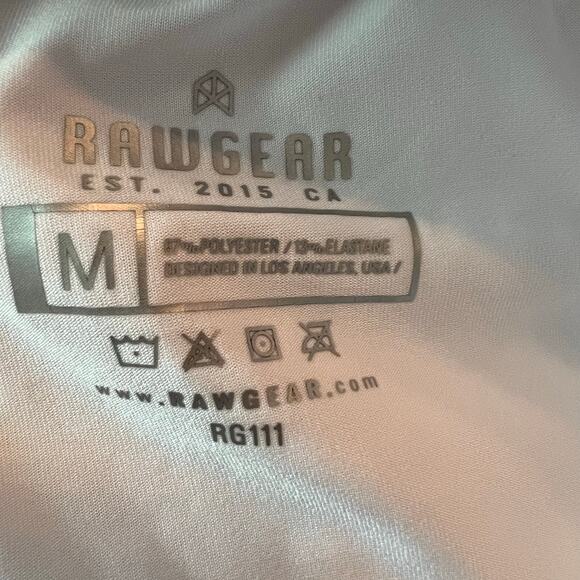 RAWGEAR
EST. 2015 CA
M
87% POLYESTER / 13% ELASTANE
DESIGNED IN LOS ANGELES, USA /
www.RAWGEAR.com
RG111